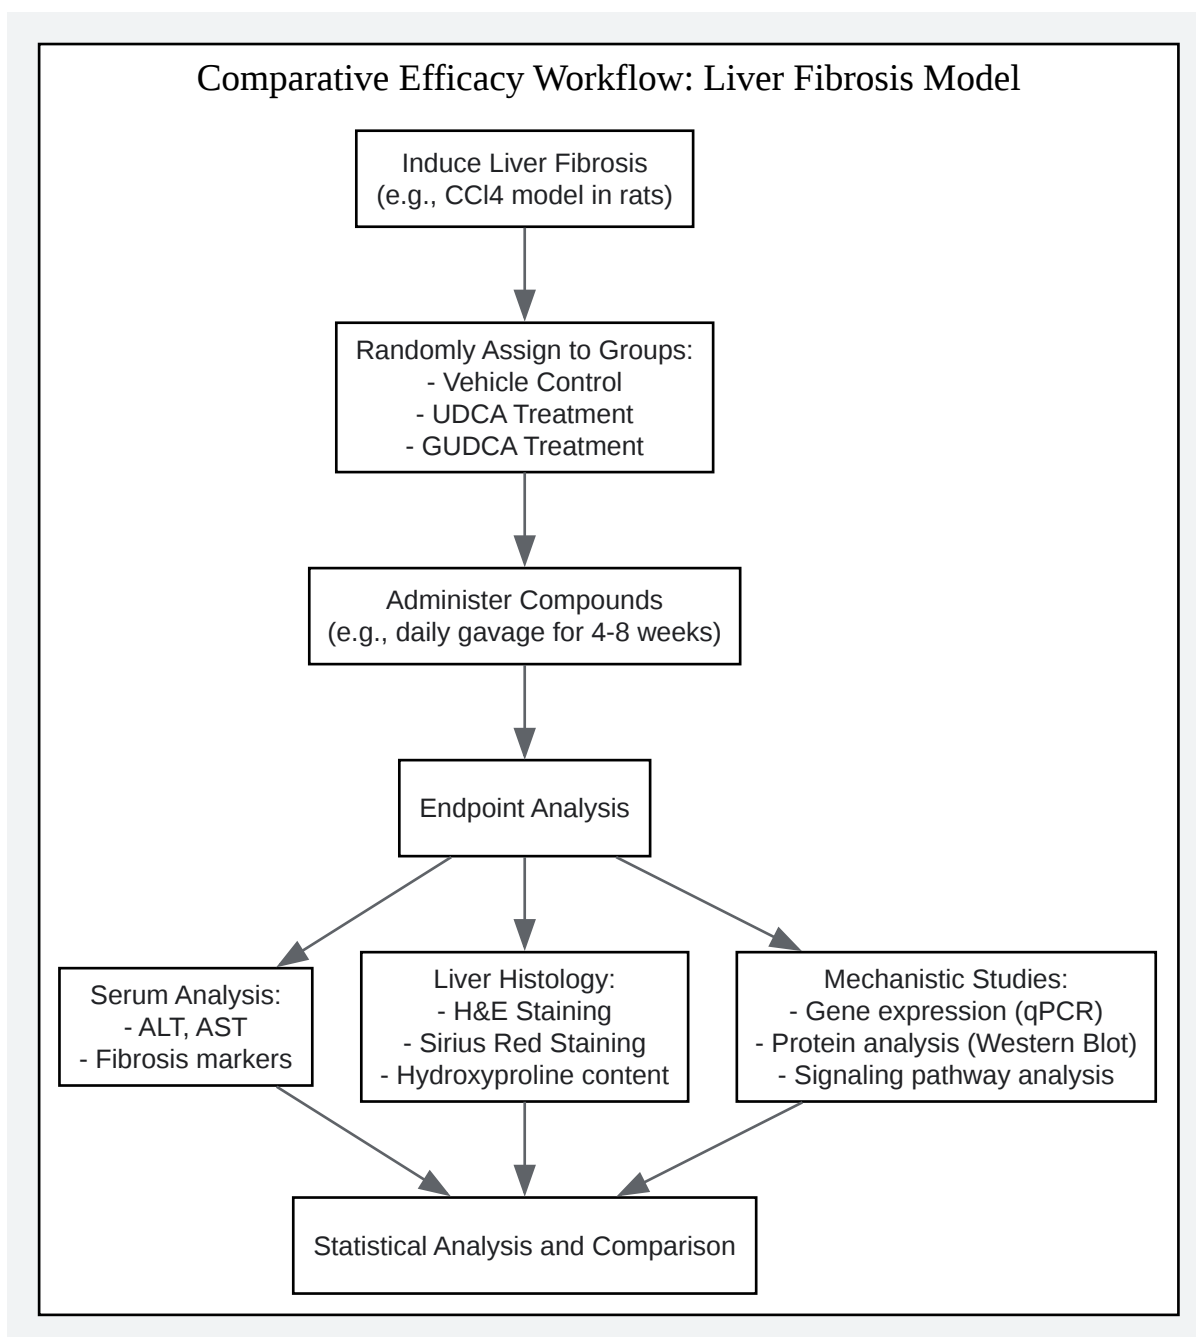 Comparative Efficacy Workflow: Liver Fibrosis Model
Induce Liver Fibrosis
(e.g., CCl4 model in rats)
Randomly Assign to Groups:
- Vehicle Control
- UDCA Treatment
- GUDCA Treatment
Administer Compounds
(e.g., daily gavage for 4-8 weeks)
Endpoint Analysis
Serum Analysis:
- ALT, AST
- Fibrosis markers
Liver Histology:
- H&E Staining
- Sirius Red Staining
- Hydroxyproline content
Mechanistic Studies:
- Gene expression (qPCR)
- Protein analysis (Western Blot)
- Signaling pathway analysis
Statistical Analysis and Comparison